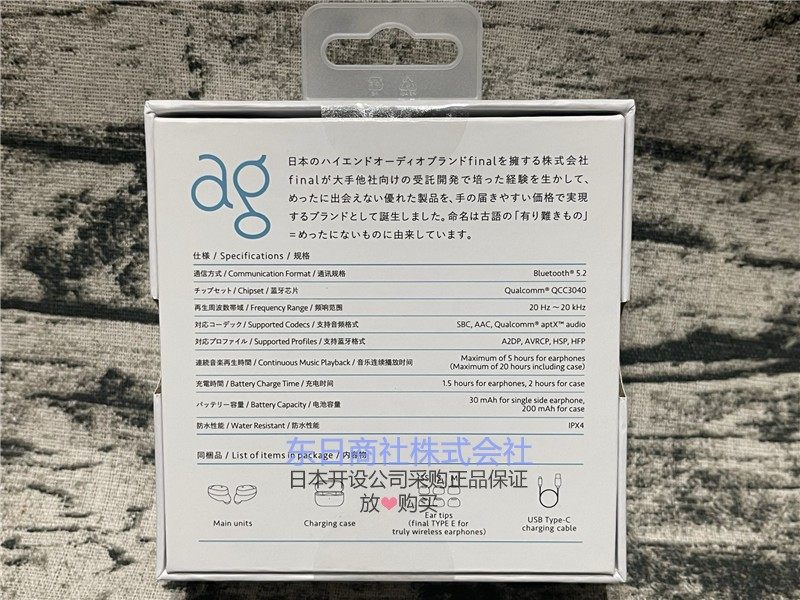 ag
日本のハイエンドオーディオブランドfinalを擁する株式会社
finalが大手他社向けの受託開発で培った経験を生かして、
めったに出会えない優れた製品を、手の届きやすい価格で実現
するブランドとして誕生しました。命名は古語の「有り難きもの」
=めったにないものに由来しています。
仕様 / Specifications / 规格
通信方式 / Communication Format / 通讯规格 Bluetooth® 5.2
チップセット / Chipset / 蓝牙芯片 Qualcomm® QCC3040
再生周波数帯域 / Frequency Range / 频响范围 20 Hz ~ 20 kHz
対応コーデック / Supported Codecs / 支持音频格式 SBC, AAC, Qualcomm® aptX™ audio
対応プロファイル / Supported Profiles / 支持蓝牙格式 A2DP, AVRCP, HSP, HFP
連続音楽再生時間 / Continuous Music Playback / 音乐连续播放时间 Maximum of 5 hours for earphones
(Maximum of 20 hours including case)
充電時間 / Battery Charge Time / 充电时间 1.5 hours for earphones, 2 hours for case
バッテリー容量 / Battery Capacity / 电池容量 30 mAh for single side earphone,
200 mAh for case
防水性能 / Water Resistant / 防水性能 IPX4
东日商社株式会社
同梱品 / List of items in package / 内容物
日本开设公司采购正品保证
放❤购买
Main units
Charging case
Ear tips
(final TYPE E for
truly wireless earphones)
USB Type-C
charging cable